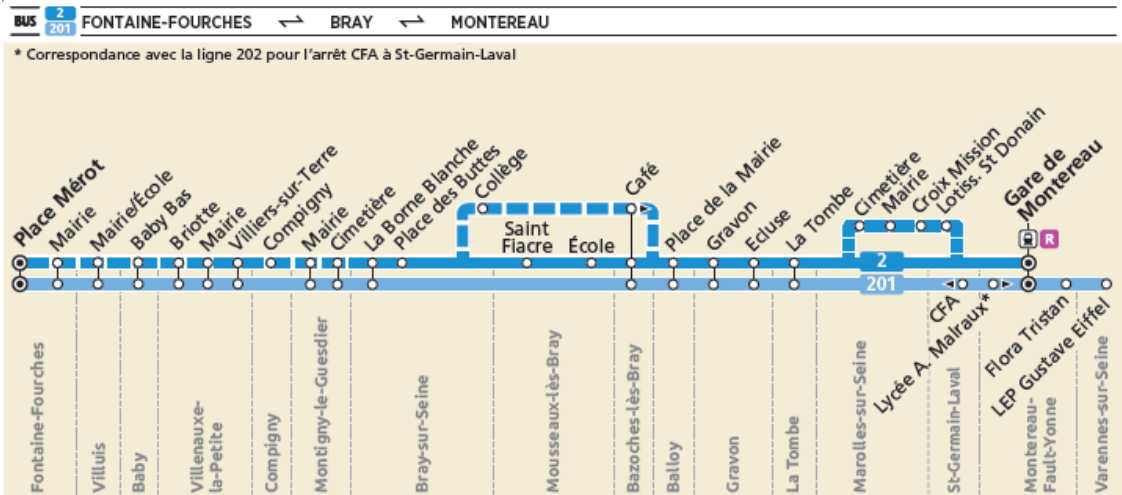 BUS 2 201 FONTAINE-FOURCHES ⇌ BRAY ⇌ MONTEREAU
* Correspondance avec la ligne 202 pour l'arrêt CFA à St-Germain-Laval
Place Mérot
Mairie
Mairie/École
Baby Bas
Briotte
Mairie
Villiers-sur-Terre
Compigny
Mairie
Cimetière
La Borne Blanche
Place des Buttes
Collège
Saint
Fiacre
École
Café
Place de la Mairie
Gravon
Ecluse
La Tombe
Cimetière
Mairie
Croix Mission
Lotiss. St Donain
Gare de
Montereau
R
2
201
CFA
Lycée A. Malraux*
Flora Tristan
LEP Gustave Eiffel
Fontaine-Fourches
Villuis
Baby
Villenauxe-
la-Petite
Compigny
Montigny-le-Guesdier
Bray-sur-Seine
Mousseaux-lès-Bray
Bazoches-lès-Bray
Balloy
Gravon
La Tombe
Marolles-sur-Seine
St-Germain-Laval
Montereau-
Fault-Yonne
Varennes-sur-Seine